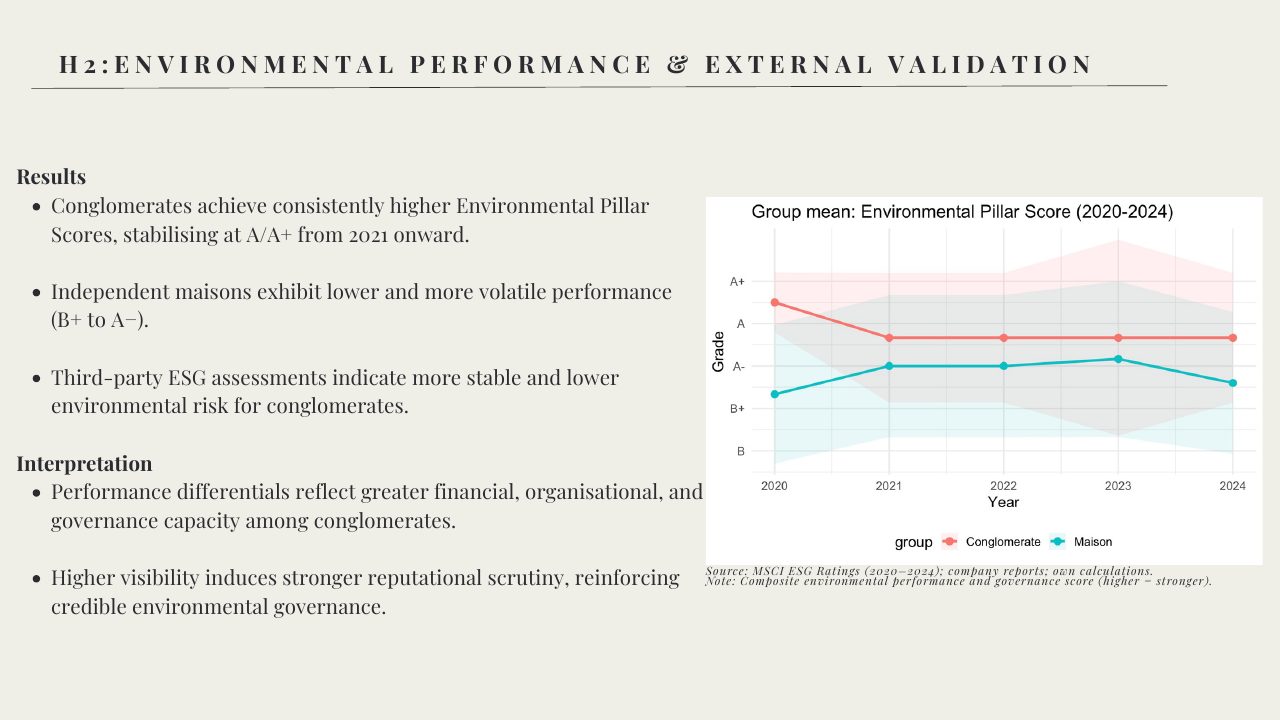 H2:ENVIRONMENTAL PERFORMANCE & EXTERNAL VALIDATION
Results
• Conglomerates achieve consistently higher Environmental Pillar
Scores, stabilising at A/A+ from 2021 onward.
• Independent maisons exhibit lower and more volatile performance
(B+ to A−).
• Third-party ESG assessments indicate more stable and lower
environmental risk for conglomerates.
Interpretation
• Performance differentials reflect greater financial, organisational, and
governance capacity among conglomerates.
• Higher visibility induces stronger reputational scrutiny, reinforcing
credible environmental governance.
Group mean: Environmental Pillar Score (2020-2024)
Grade
A+
A
A-
B+
B
2020 2021 2022 2023 2024
Year
group Conglomerate Maison
Source: MSCI ESG Ratings (2020–2024); company reports; own calculations.
Note: Composite environmental performance and governance score (higher = stronger).